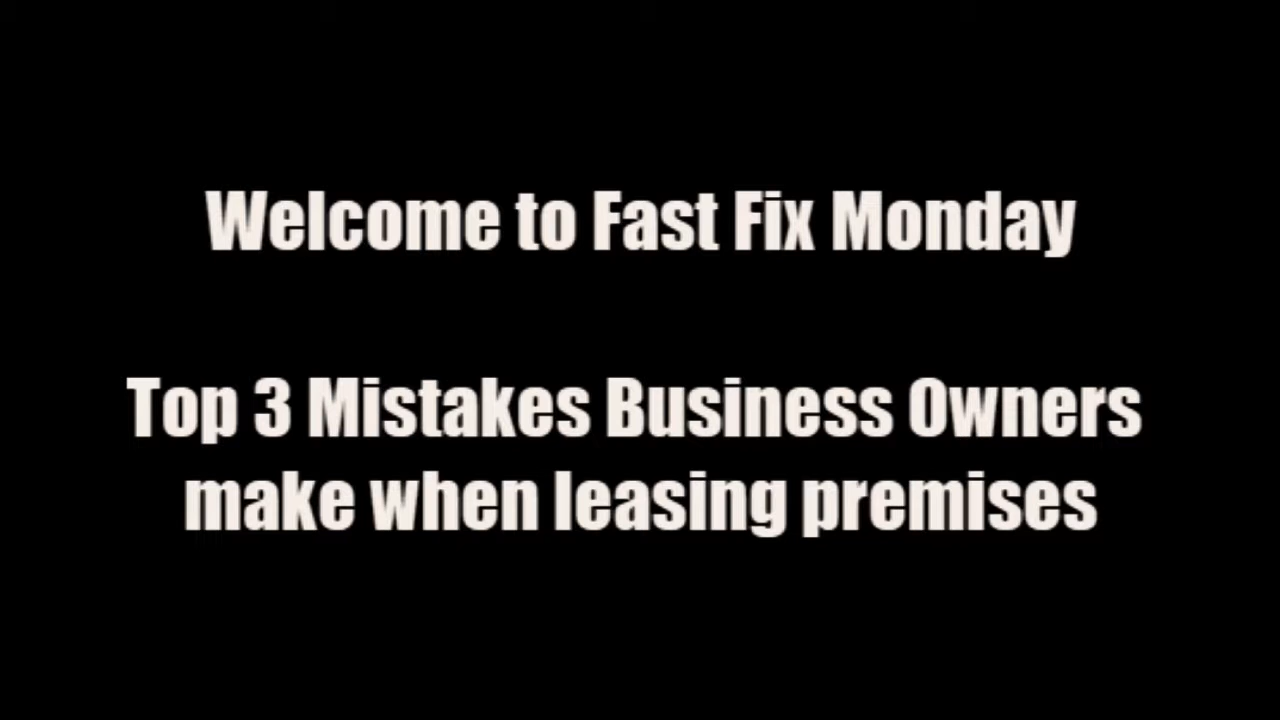 Welcome to Fast Fix Monday
Top 3 Mistakes Business Owners
make when leasing premises